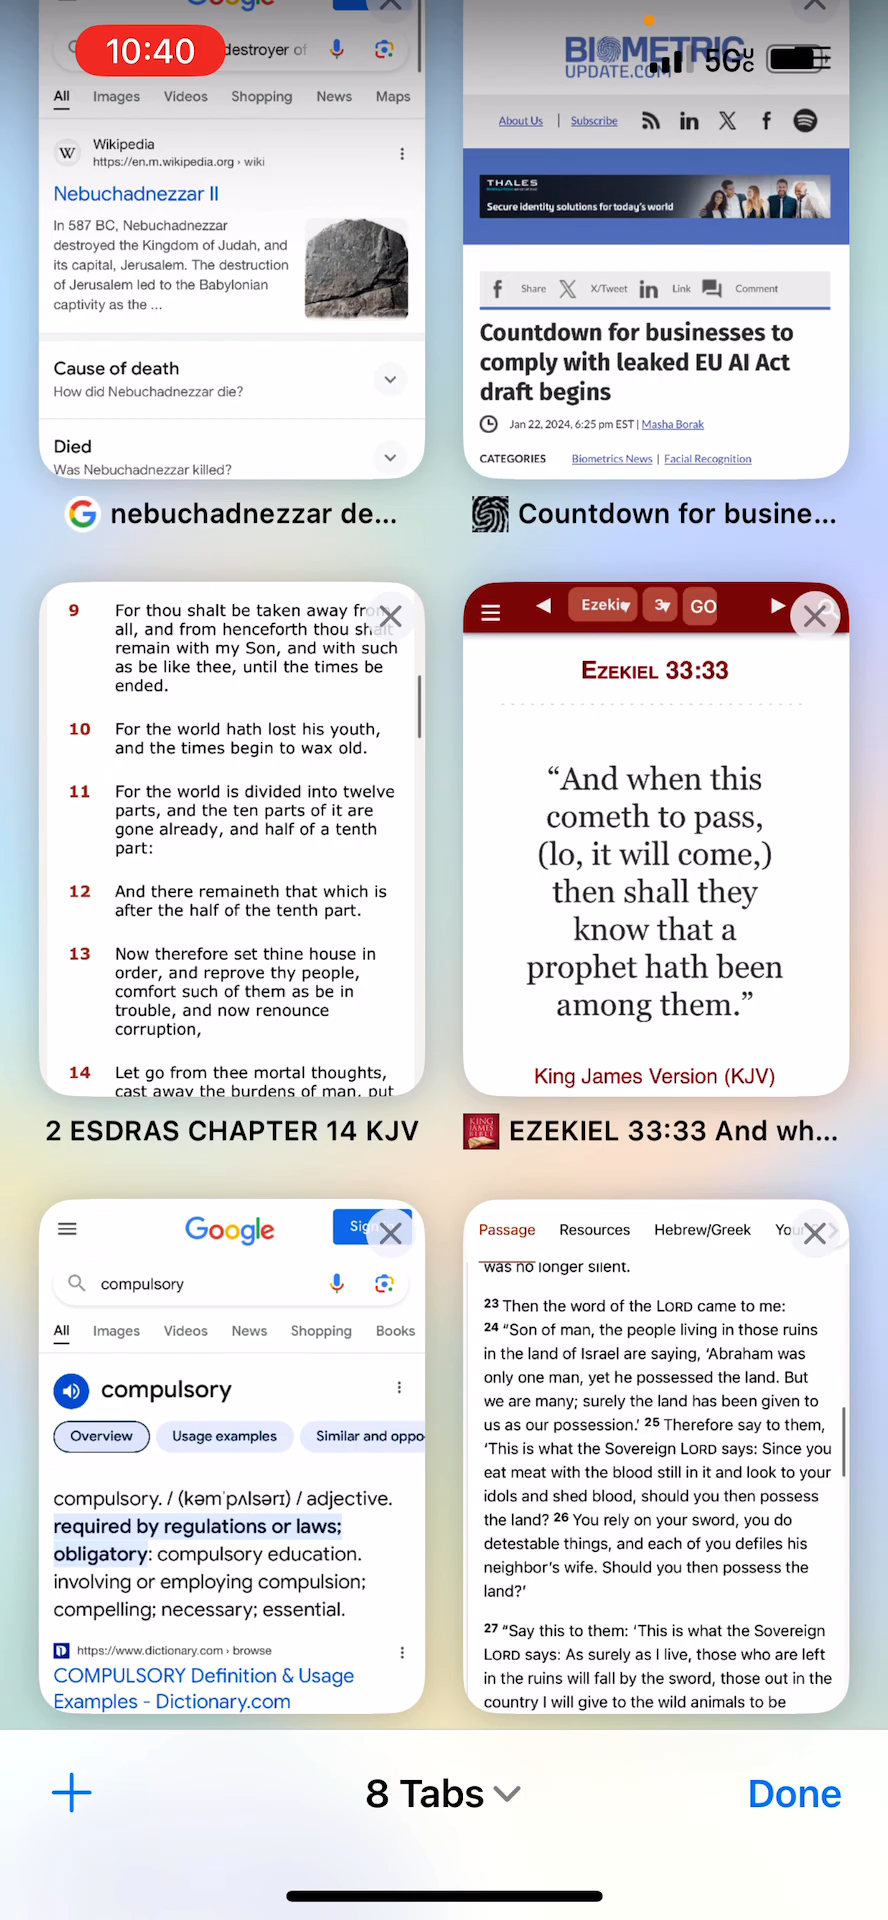 Google
10:40
destroyer of
All Images Videos Shopping News Maps
W Wikipedia
https://en.m.wikipedia.org › wiki
Nebuchadnezzar II
In 587 BC, Nebuchadnezzar
destroyed the Kingdom of Judah, and
its capital, Jerusalem. The destruction
of Jerusalem led to the Babylonian
captivity as the ...
Cause of death
How did Nebuchadnezzar die?
Died
Was Nebuchadnezzar killed?
nebuchadnezzar de...
BIOMETRIC
UPDATE.COM
5G
About Us | Subscribe
THALES
Secure identity solutions for today's world
Share X/Tweet Link Comment
Countdown for businesses to
comply with leaked EU AI Act
draft begins
Jan 22, 2024, 6:25 pm EST | Masha Borak
CATEGORIES Biometrics News | Facial Recognition
Countdown for busine...
9 For thou shalt be taken away from
all, and from henceforth thou shalt
remain with my Son, and with such
as be like thee, until the times be
ended.
10 For the world hath lost his youth,
and the times begin to wax old.
11 For the world is divided into twelve
parts, and the ten parts of it are
gone already, and half of a tenth
part:
12 And there remaineth that which is
after the half of the tenth part.
13 Now therefore set thine house in
order, and reprove thy people,
comfort such of them as be in
trouble, and now renounce
corruption,
14 Let go from thee mortal thoughts,
cast away the burdens of man, put
2 ESDRAS CHAPTER 14 KJV
Ezeki 3 GO
EZEKIEL 33:33
“And when this
cometh to pass,
(lo, it will come,)
then shall they
know that a
prophet hath been
among them.”
King James Version (KJV)
KING JAMES BIBLE
EZEKIEL 33:33 And wh...
Google
Sign
compulsory
All Images Videos News Shopping Books
compulsory
Overview Usage examples Similar and oppo
compulsory. / (kəmˈpʌlsərɪ) / adjective.
required by regulations or laws;
obligatory: compulsory education.
involving or employing compulsion;
compelling; necessary; essential.
https://www.dictionary.com › browse
COMPULSORY Definition & Usage
Examples - Dictionary.com
Passage Resources Hebrew/Greek You
was no longer silent.
23 Then the word of the LORD came to me:
24 “Son of man, the people living in those ruins
in the land of Israel are saying, ‘Abraham was
only one man, yet he possessed the land. But
we are many; surely the land has been given to
us as our possession.’ 25 Therefore say to them,
‘This is what the Sovereign LORD says: Since you
eat meat with the blood still in it and look to your
idols and shed blood, should you then possess
the land? 26 You rely on your sword, you do
detestable things, and each of you defiles his
neighbor’s wife. Should you then possess the
land?’
27 “Say this to them: ‘This is what the Sovereign
LORD says: As surely as I live, those who are left
in the ruins will fall by the sword, those out in the
country I will give to the wild animals to be
8 Tabs
Done